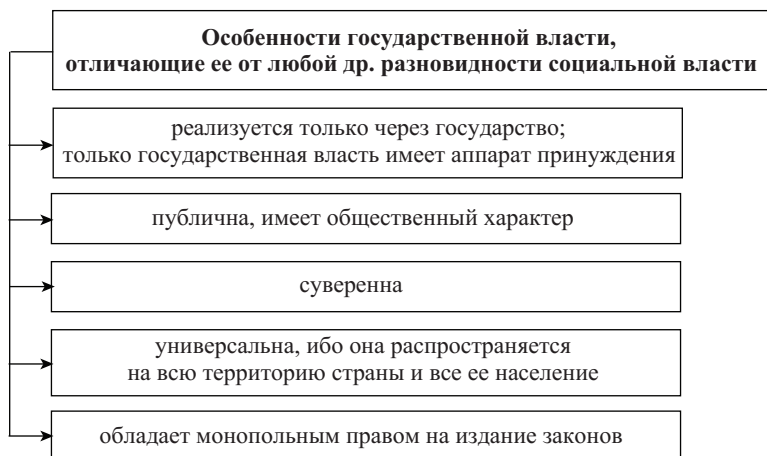 Особенности государственной власти,
отличающие ее от любой др. разновидности социальной власти
реализуется только через государство;
только государственная власть имеет аппарат принуждения
публична, имеет общественный характер
суверенна
универсальна, ибо она распространяется
на всю территорию страны и все ее население
обладает монопольным правом на издание законов